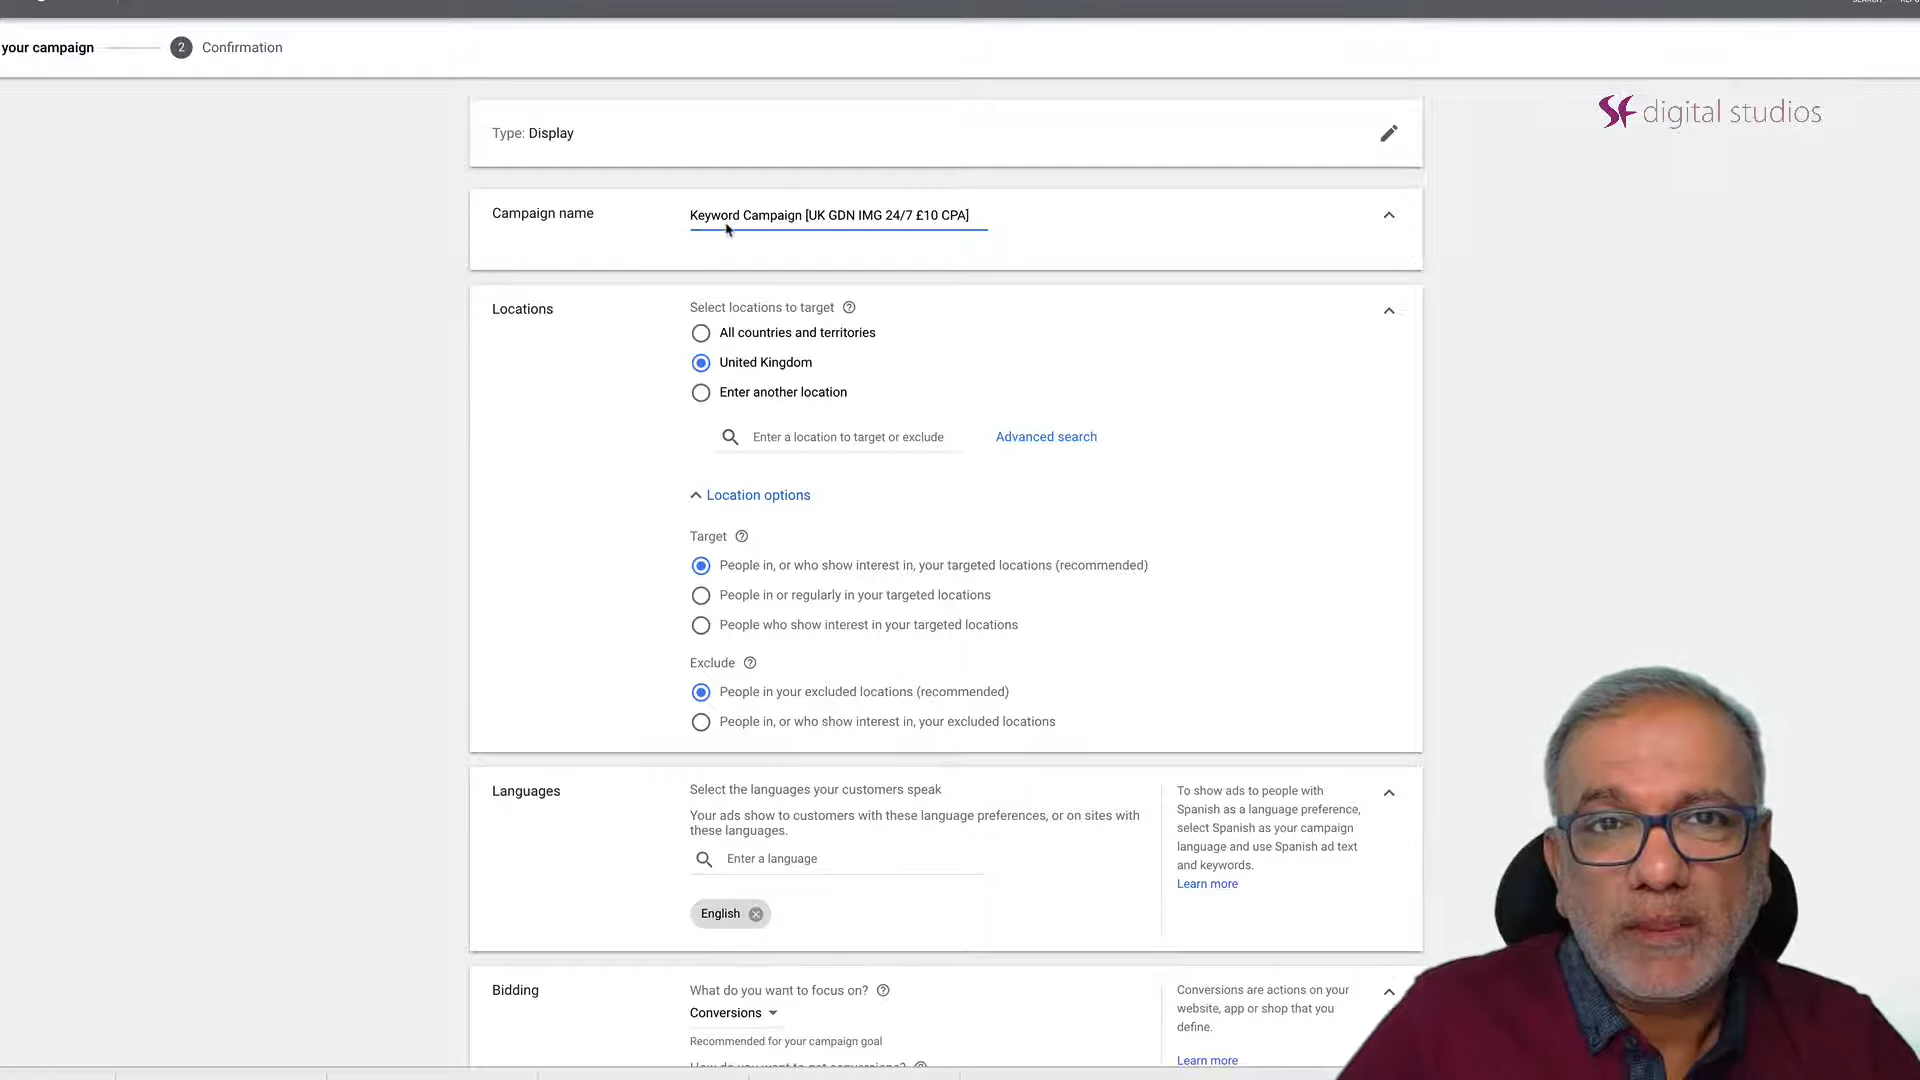 your campaign
2
Confirmation
SF digital studios
Type: Display
Campaign name
Keyword Campaign [UK GDN IMG 24/7 £10 CPA]
Locations
Select locations to target
All countries and territories
United Kingdom
Enter another location
Enter a location to target or exclude
Advanced search
Location options
Target
People in, or who show interest in, your targeted locations (recommended)
People in or regularly in your targeted locations
People who show interest in your targeted locations
Exclude
People in your excluded locations (recommended)
People in, or who show interest in, your excluded locations
Languages
Select the languages your customers speak
Your ads show to customers with these language preferences, or on sites with
these languages.
Enter a language
English
To show ads to people with
Spanish as a language preference,
select Spanish as your campaign
language and use Spanish ad text
and keywords.
Learn more
Bidding
What do you want to focus on?
Conversions
Recommended for your campaign goal
Conversions are actions on your
website, app or shop that you
define.
Learn more